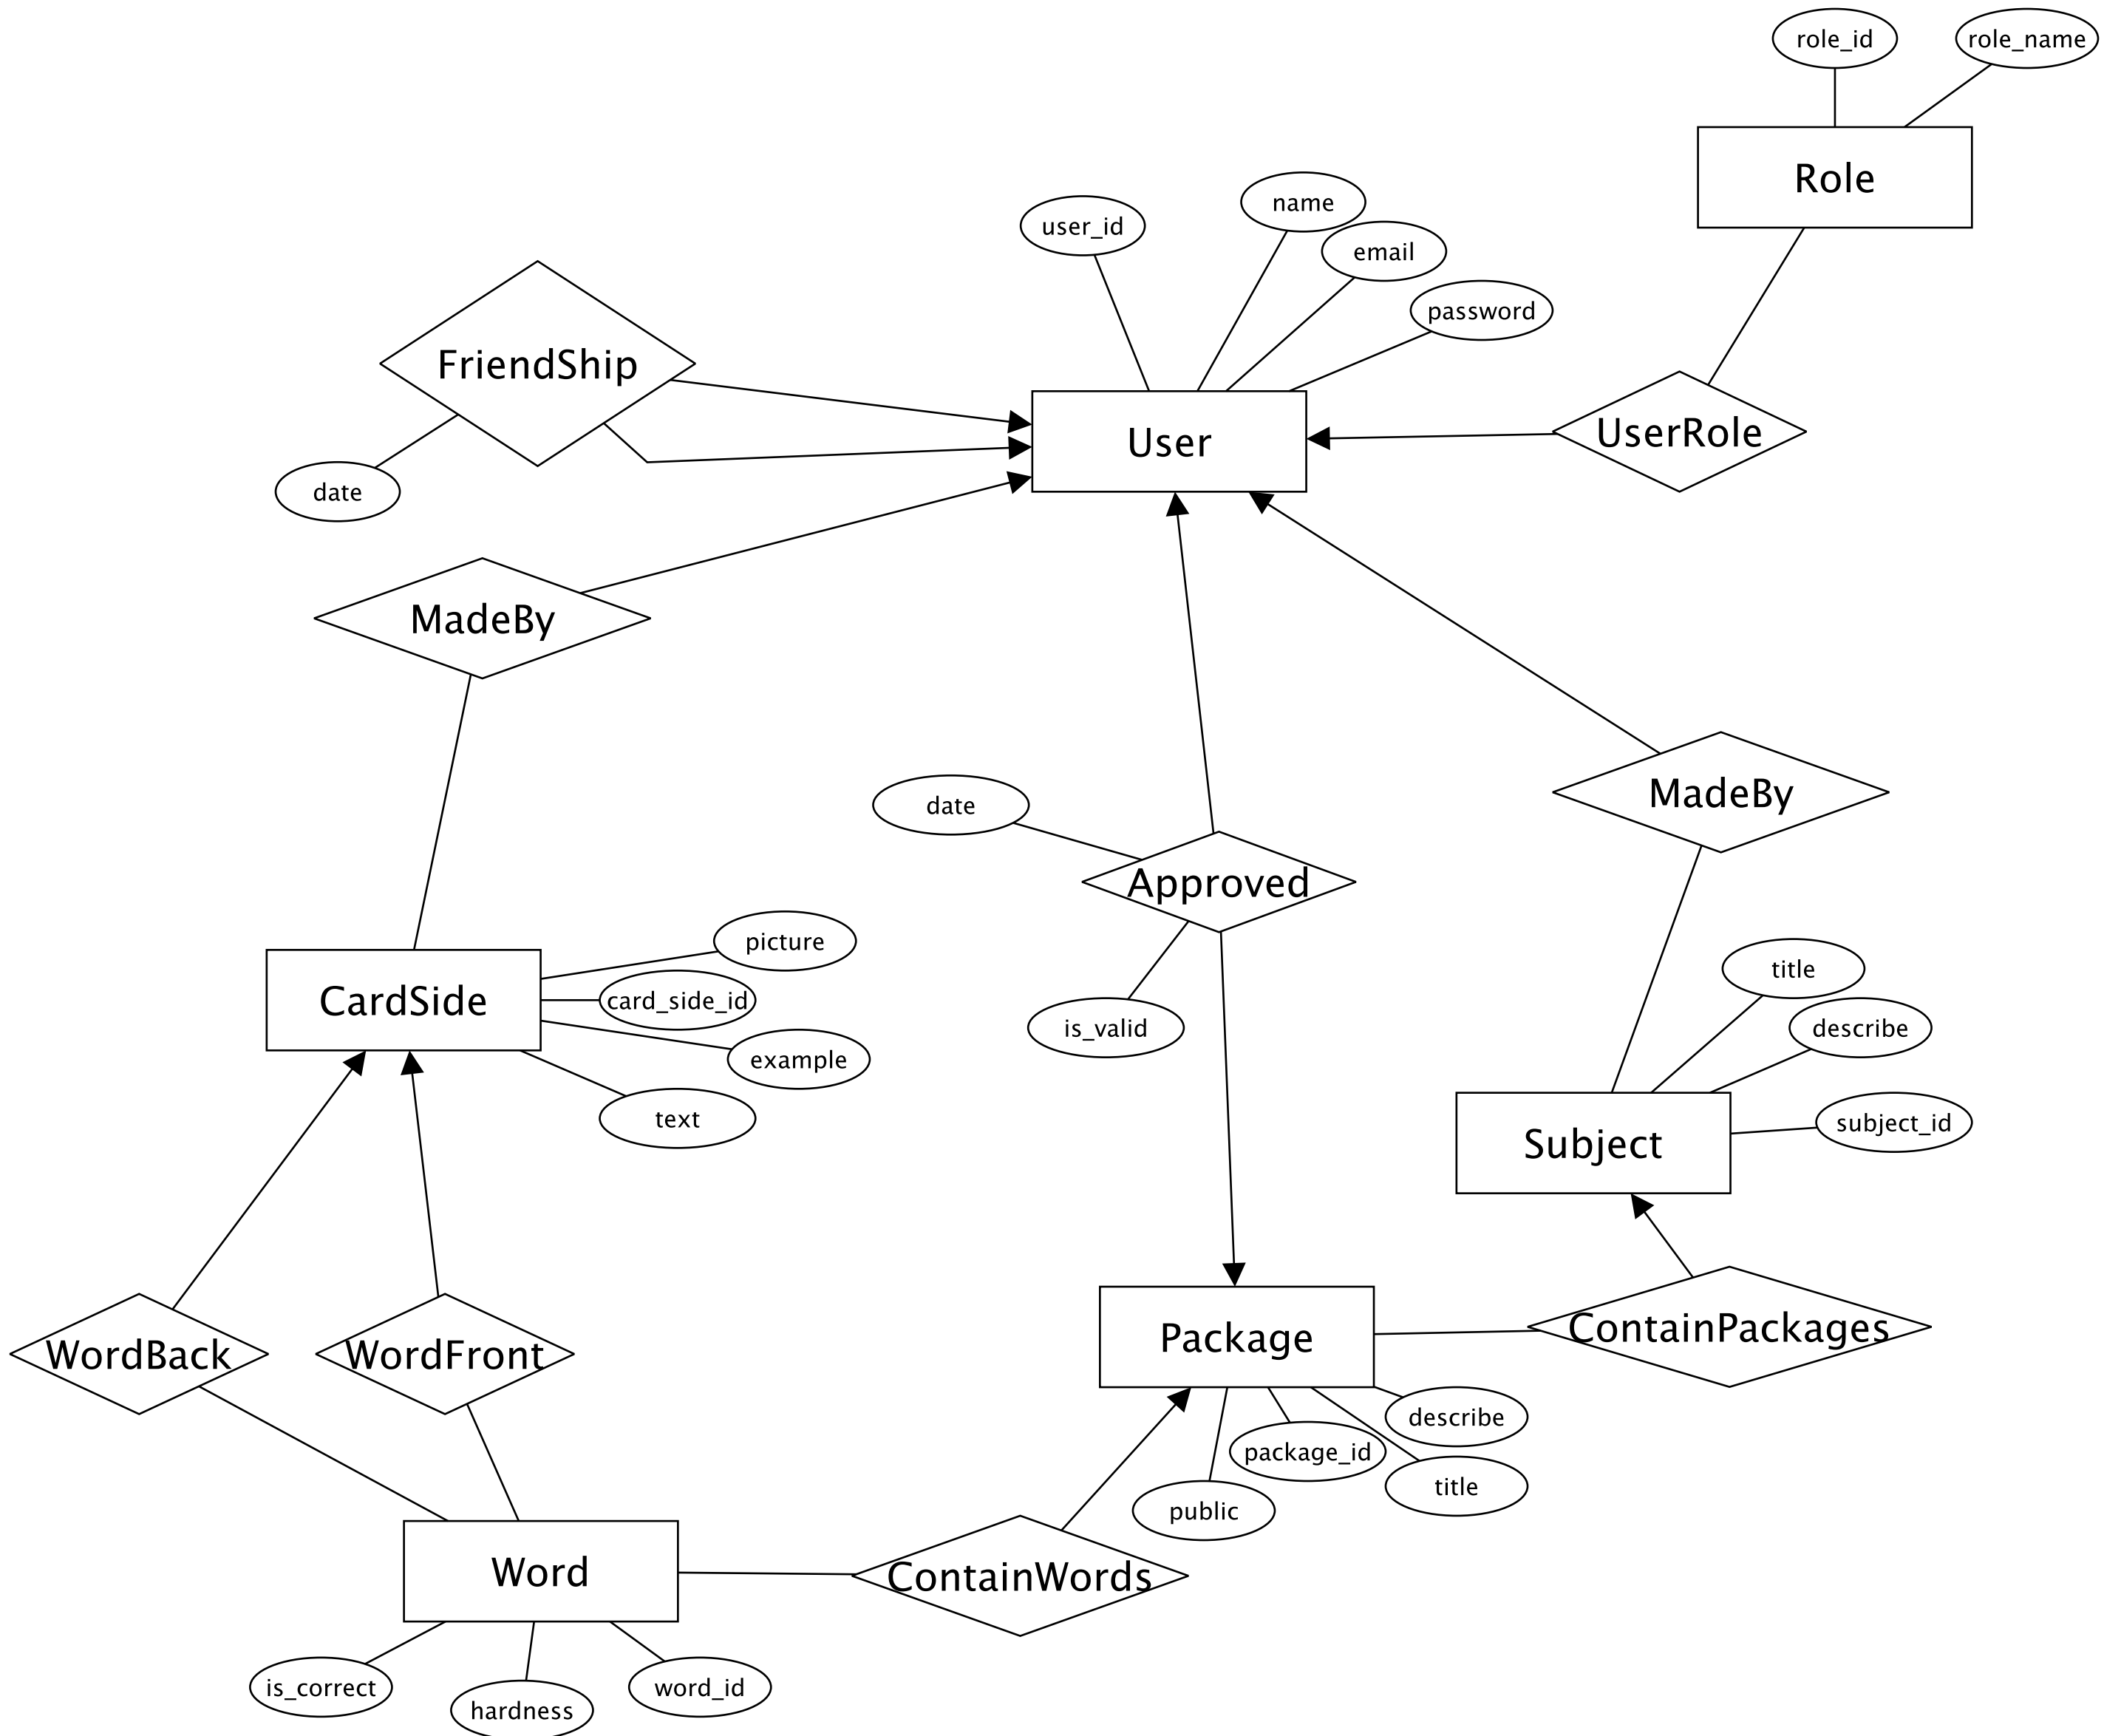 role_id
role_name
Role
name
user_id
email
password
FriendShip
User
UserRole
date
MadeBy
MadeBy
date
Approved
picture
title
CardSide
card_side_id
is_valid
describe
example
text
subject_id
Subject
Package
ContainPackages
WordBack
WordFront
describe
package_id
title
public
Word
ContainWords
is_correct
word_id
hardness